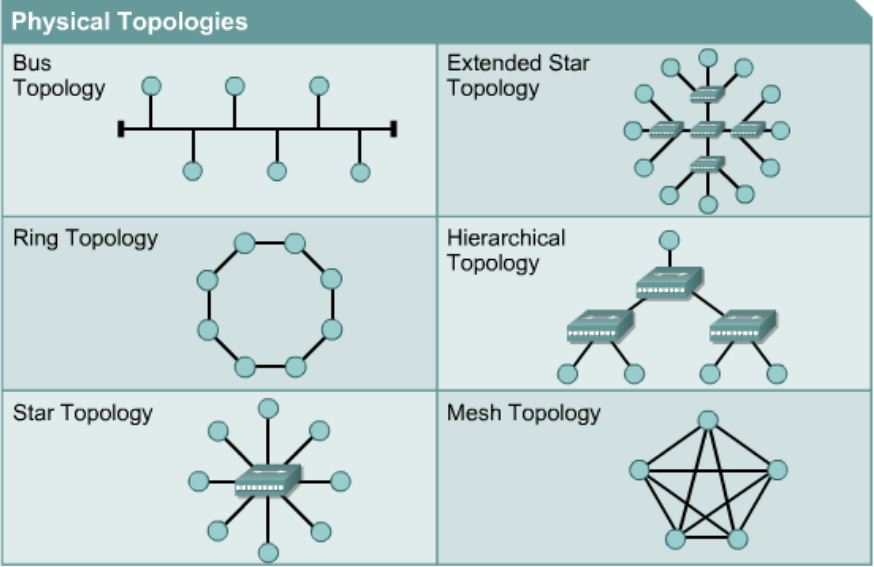 Physical Topologies
Bus
Topology
Extended Star
Topology
Ring Topology
Hierarchical
Topology
Star Topology
Mesh Topology